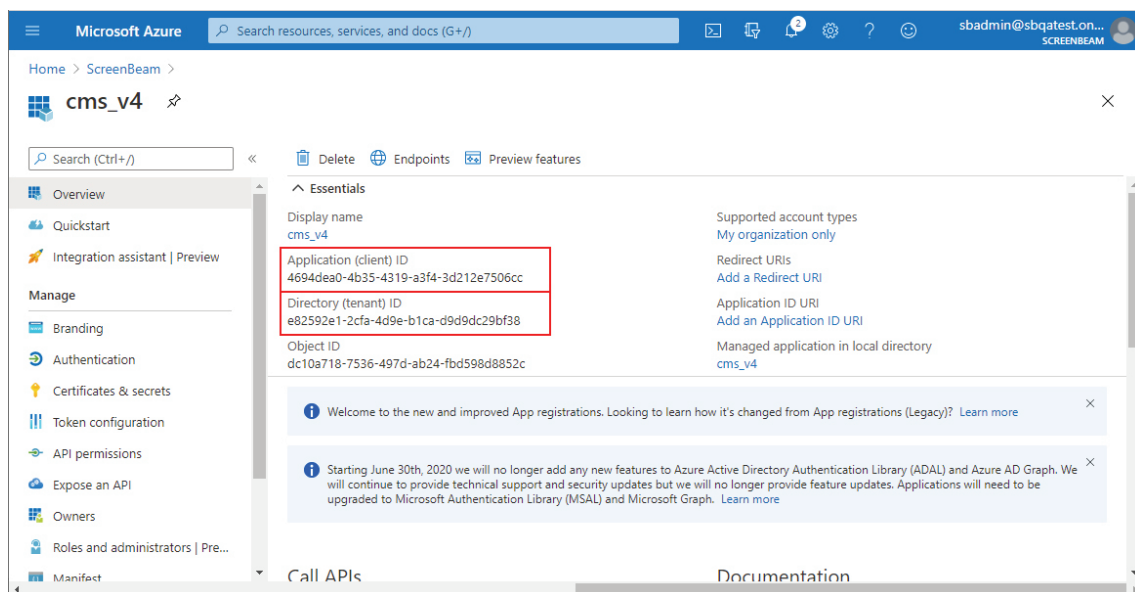 Microsoft Azure
Search resources, services, and docs (G+/)
2
sbadmin@sbqatest.on...
SCREENBEAM
Home > ScreenBeam >
cms_v4
Search (Ctrl+/)
Overview
Quickstart
Integration assistant | Preview
Manage
Branding
Authentication
Certificates & secrets
Token configuration
API permissions
Expose an API
Owners
Roles and administrators | Pre...
Manifest
Delete
Endpoints
Preview features
Essentials
Display name
cms_v4
Application (client) ID
4694dea0-4b35-4319-a3f4-3d212e7506cc
Directory (tenant) ID
e82592e1-2cfa-4d9e-b1ca-d9d9dc29bf38
Object ID
dc10a718-7536-497d-ab24-fbd598d8852c
Supported account types
My organization only
Redirect URIs
Add a Redirect URI
Application ID URI
Add an Application ID URI
Managed application in local directory
cms_v4
Welcome to the new and improved App registrations. Looking to learn how it's changed from App registrations (Legacy)? Learn more
Starting June 30th, 2020 we will no longer add any new features to Azure Active Directory Authentication Library (ADAL) and Azure AD Graph. We
will continue to provide technical support and security updates but we will no longer provide feature updates. Applications will need to be
upgraded to Microsoft Authentication Library (MSAL) and Microsoft Graph. Learn more
Call APIs
Documentation